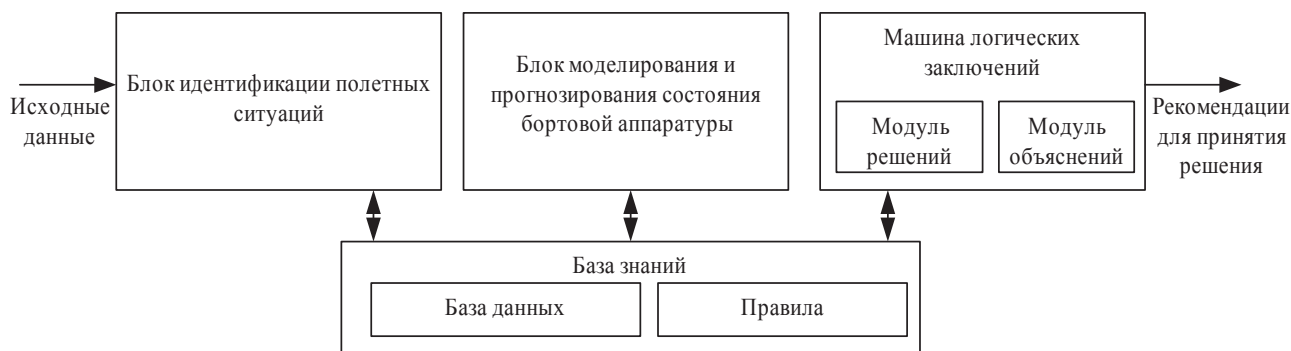 Исходные
данные
Блок идентификации полетных
ситуаций
Блок моделирования и
прогнозирования состояния
бортовой аппаратуры
Машина логических
заключений
Модуль
решений
Модуль
объяснений
Рекомендации
для принятия
решения
База знаний
База данных
Правила